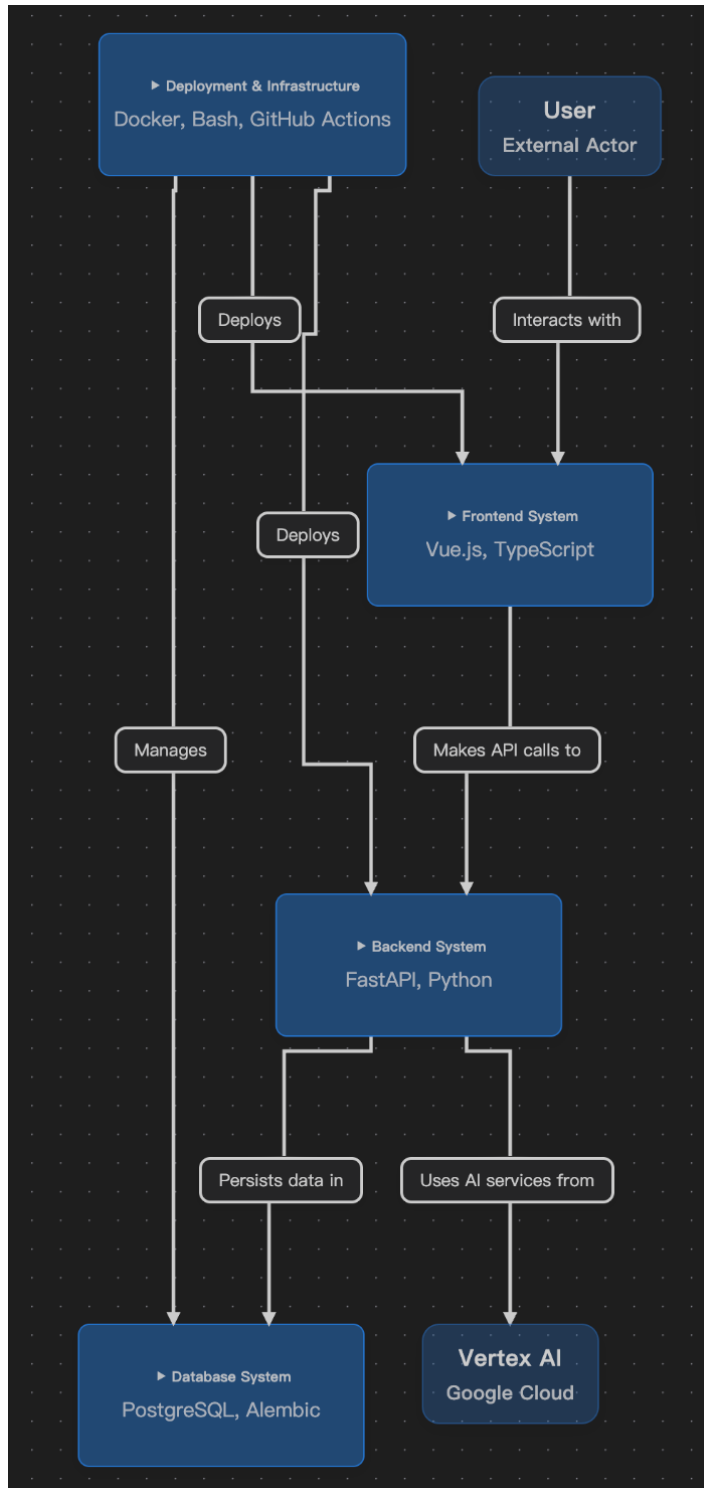 Deployment & Infrastructure
Docker, Bash, GitHub Actions
User
External Actor
Deploys
Interacts with
Frontend System
Vue.js, TypeScript
Deploys
Manages
Makes API calls to
Backend System
FastAPI, Python
Persists data in
Uses AI services from
Database System
PostgreSQL, Alembic
Vertex AI
Google Cloud